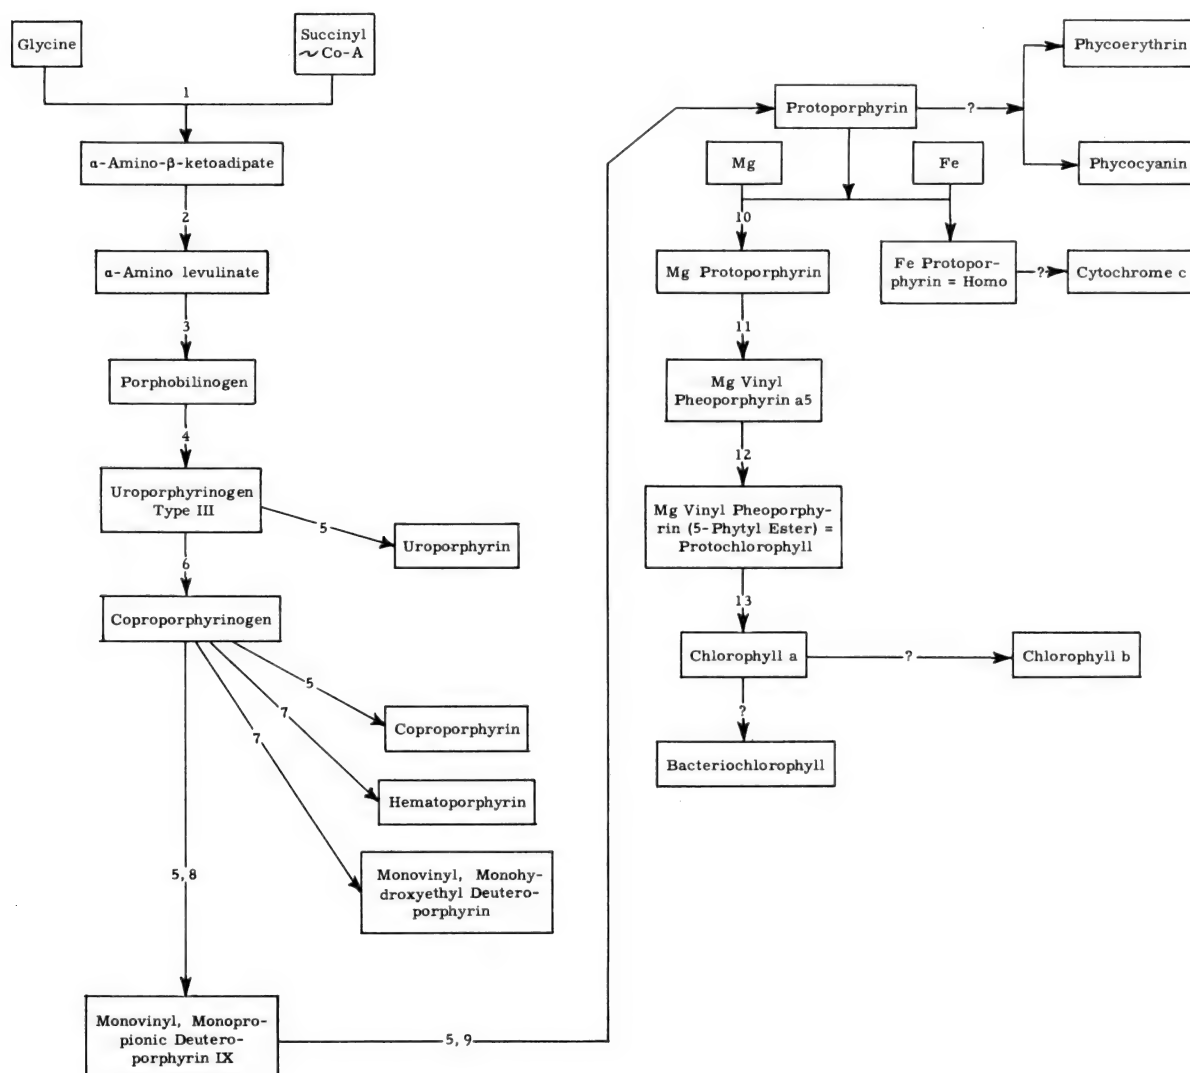 Glycine
Succinyl
~Co-A
1
α-Amino-β-ketoadipate
2
α-Amino levulinate
3
Porphobilinogen
4
Uroporphyrinogen
Type III
5
Uroporphyrin
6
Coproporphyrinogen
5
Coproporphyrin
7
Hematoporphyrin
7
Monovinyl, Monohy-
droxyethyl Deutero-
porphyrin
5, 8
Monovinyl, Monopro-
pionic Deutero-
porphyrin IX
5, 9
Protoporphyrin
?
Phycoerythrin
Phycocyanin
Mg
Fe
10
Mg Protoporphyrin
Fe Protopor-
phyrin = Homo
?
Cytochrome c
11
Mg Vinyl
Pheoporphyrin a5
12
Mg Vinyl Pheoporphy-
rin (5-Phytyl Ester) =
Protochlorophyll
13
Chlorophyll a
?
Chlorophyll b
?
Bacteriochlorophyll